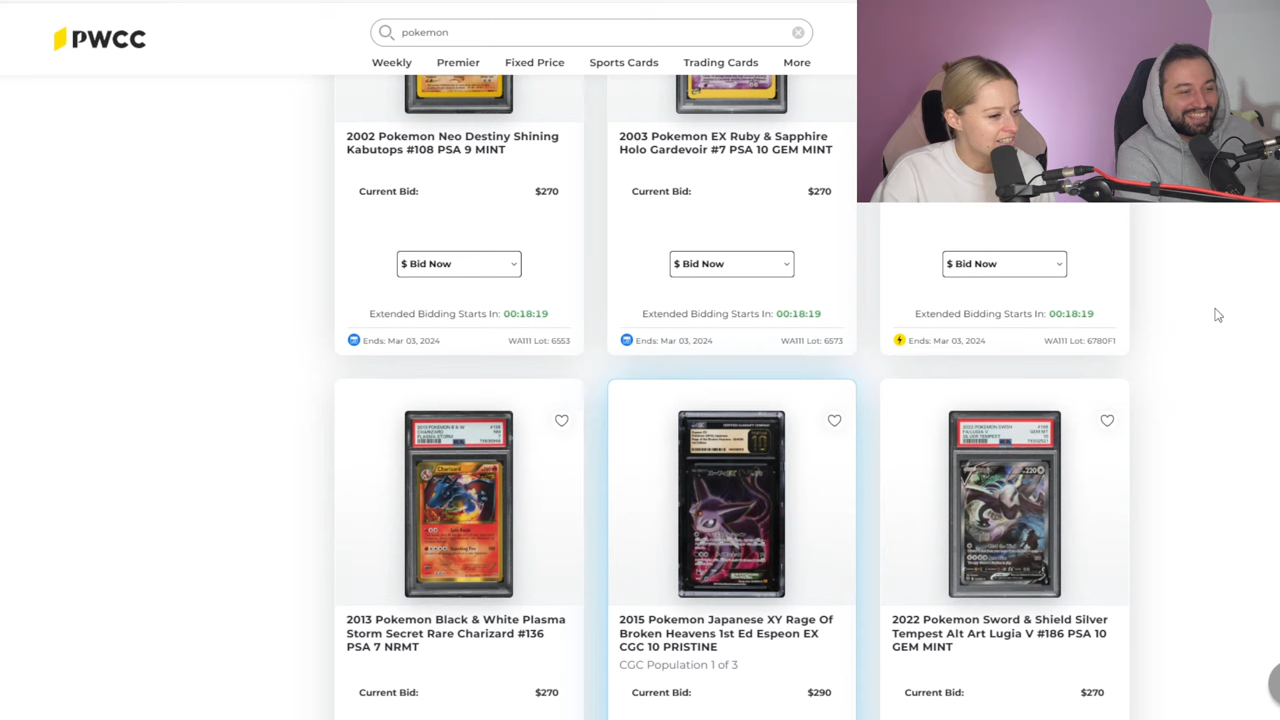 PWCC
pokemon
Weekly Premier Fixed Price Sports Cards Trading Cards More
2002 Pokemon Neo Destiny Shining
Kabutops #108 PSA 9 MINT
Current Bid: $270
$ Bid Now
Extended Bidding Starts In: 00:18:19
Ends: Mar 03, 2024 WA111 Lot: 6553
2003 Pokemon EX Ruby & Sapphire
Holo Gardevoir #7 PSA 10 GEM MINT
Current Bid: $270
$ Bid Now
Extended Bidding Starts In: 00:18:19
Ends: Mar 03, 2024 WA111 Lot: 6573
$ Bid Now
Extended Bidding Starts In: 00:18:19
Ends: Mar 03, 2024 WA111 Lot: 6780F1
Charizard
2013 Pokemon Black & White Plasma
Storm Secret Rare Charizard #136
PSA 7 NRMT
Current Bid: $270
10
2015 Pokemon Japanese XY Rage Of
Broken Heavens 1st Ed Espeon EX
CGC 10 PRISTINE
CGC Population 1 of 3
Current Bid: $290
220
2022 Pokemon Sword & Shield Silver
Tempest Alt Art Lugia V #186 PSA 10
GEM MINT
Current Bid: $270